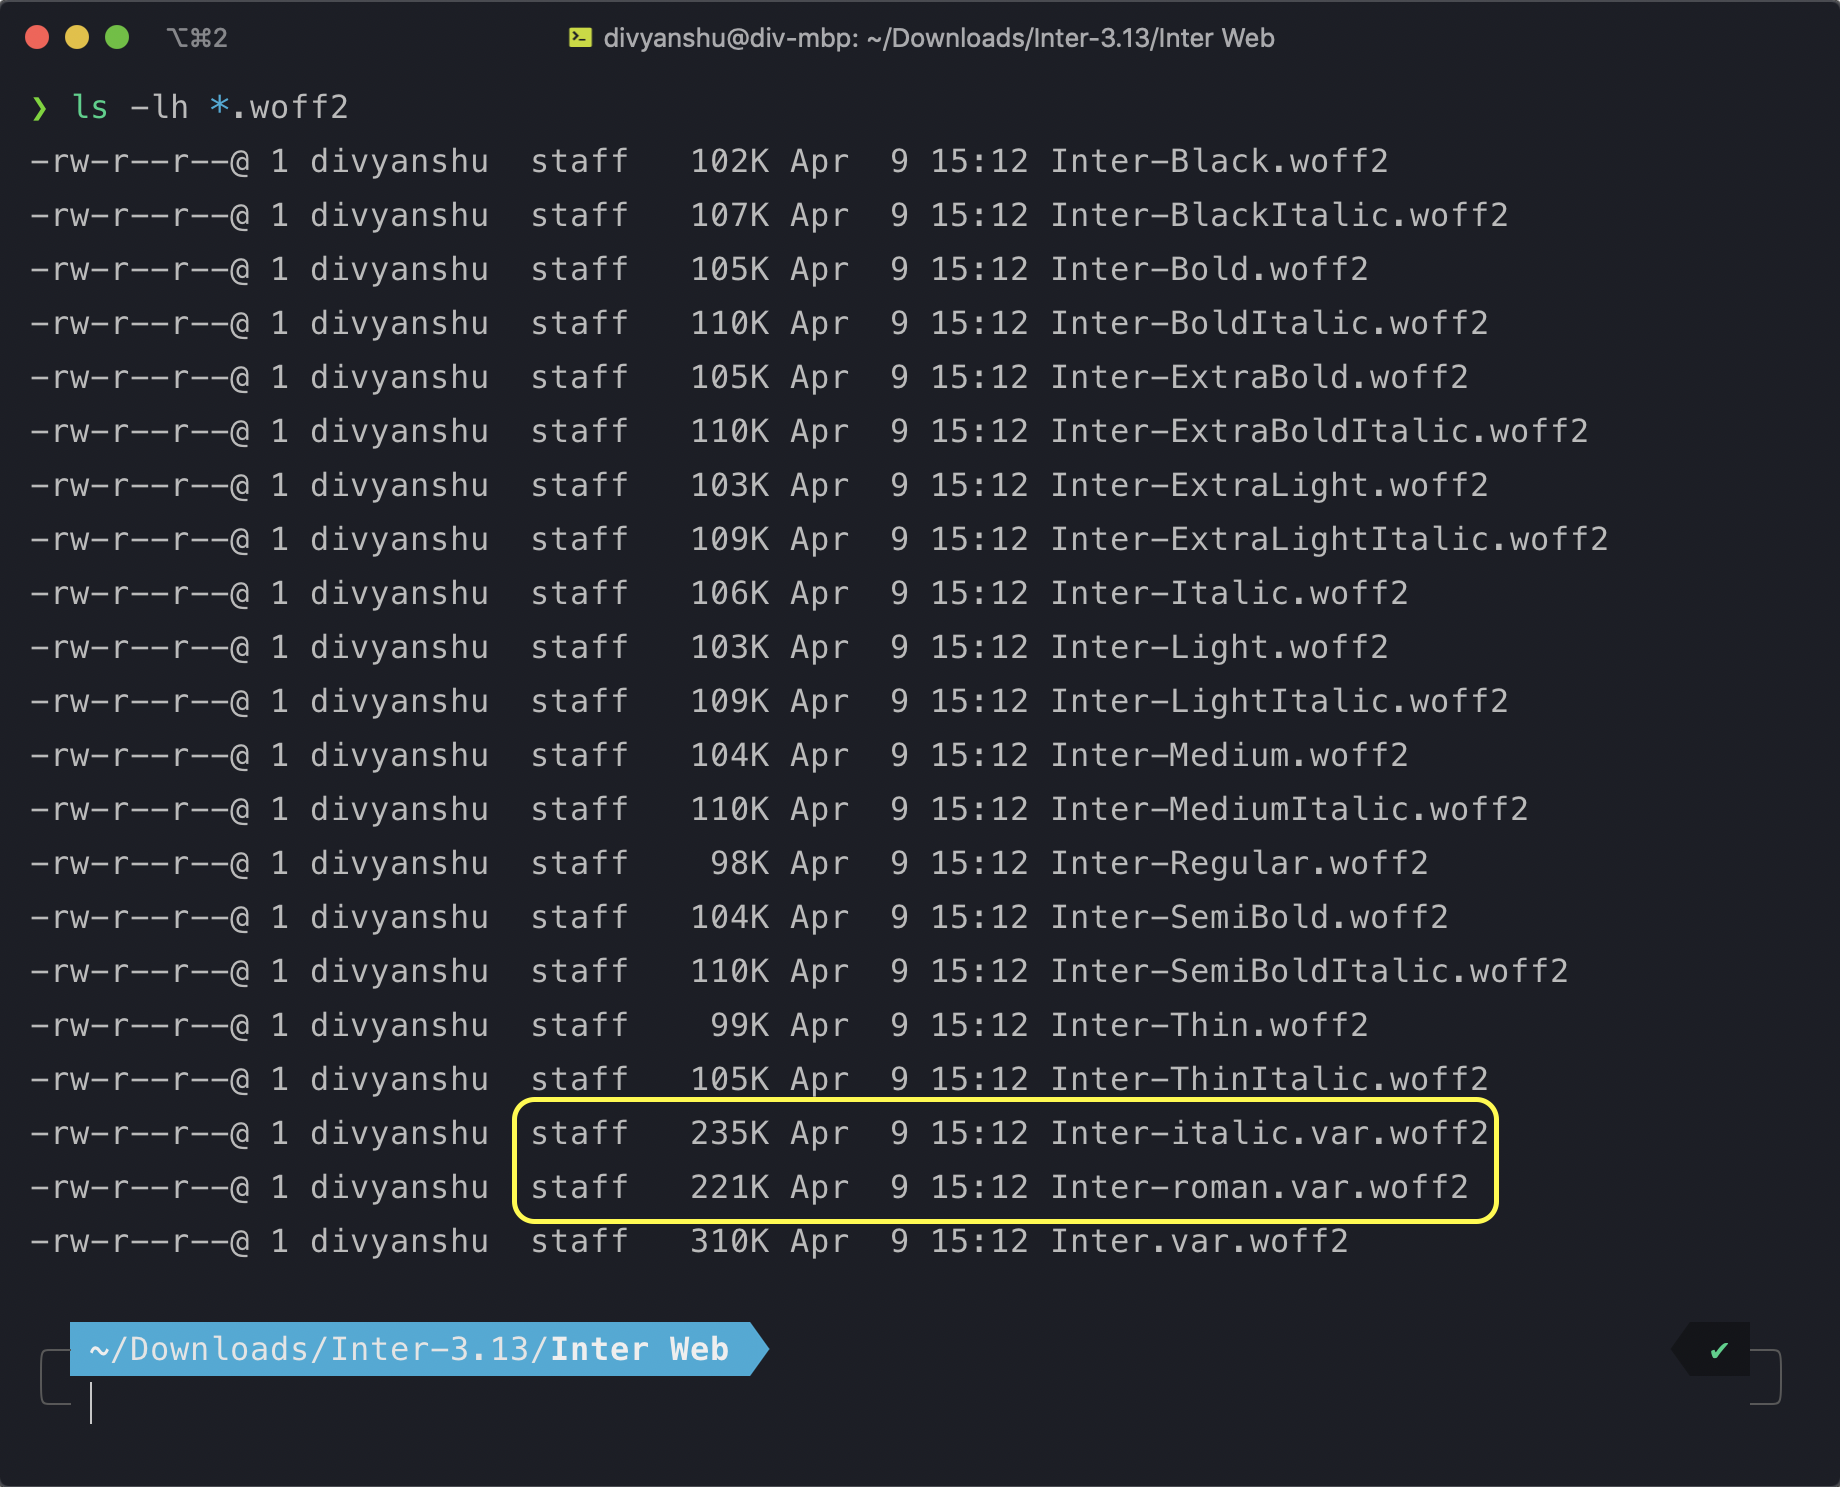 ⌥⌘2
divyanshu@div-mbp: ~/Downloads/Inter-3.13/Inter Web
❯ ls -lh *.woff2
-rw-r--r--@ 1 divyanshu  staff   102K Apr  9 15:12 Inter-Black.woff2
-rw-r--r--@ 1 divyanshu  staff   107K Apr  9 15:12 Inter-BlackItalic.woff2
-rw-r--r--@ 1 divyanshu  staff   105K Apr  9 15:12 Inter-Bold.woff2
-rw-r--r--@ 1 divyanshu  staff   110K Apr  9 15:12 Inter-BoldItalic.woff2
-rw-r--r--@ 1 divyanshu  staff   105K Apr  9 15:12 Inter-ExtraBold.woff2
-rw-r--r--@ 1 divyanshu  staff   110K Apr  9 15:12 Inter-ExtraBoldItalic.woff2
-rw-r--r--@ 1 divyanshu  staff   103K Apr  9 15:12 Inter-ExtraLight.woff2
-rw-r--r--@ 1 divyanshu  staff   109K Apr  9 15:12 Inter-ExtraLightItalic.woff2
-rw-r--r--@ 1 divyanshu  staff   106K Apr  9 15:12 Inter-Italic.woff2
-rw-r--r--@ 1 divyanshu  staff   103K Apr  9 15:12 Inter-Light.woff2
-rw-r--r--@ 1 divyanshu  staff   109K Apr  9 15:12 Inter-LightItalic.woff2
-rw-r--r--@ 1 divyanshu  staff   104K Apr  9 15:12 Inter-Medium.woff2
-rw-r--r--@ 1 divyanshu  staff   110K Apr  9 15:12 Inter-MediumItalic.woff2
-rw-r--r--@ 1 divyanshu  staff    98K Apr  9 15:12 Inter-Regular.woff2
-rw-r--r--@ 1 divyanshu  staff   104K Apr  9 15:12 Inter-SemiBold.woff2
-rw-r--r--@ 1 divyanshu  staff   110K Apr  9 15:12 Inter-SemiBoldItalic.woff2
-rw-r--r--@ 1 divyanshu  staff    99K Apr  9 15:12 Inter-Thin.woff2
-rw-r--r--@ 1 divyanshu  staff   105K Apr  9 15:12 Inter-ThinItalic.woff2
-rw-r--r--@ 1 divyanshu  staff   235K Apr  9 15:12 Inter-italic.var.woff2
-rw-r--r--@ 1 divyanshu  staff   221K Apr  9 15:12 Inter-roman.var.woff2
-rw-r--r--@ 1 divyanshu  staff   310K Apr  9 15:12 Inter.var.woff2
~/Downloads/Inter-3.13/Inter Web ✔